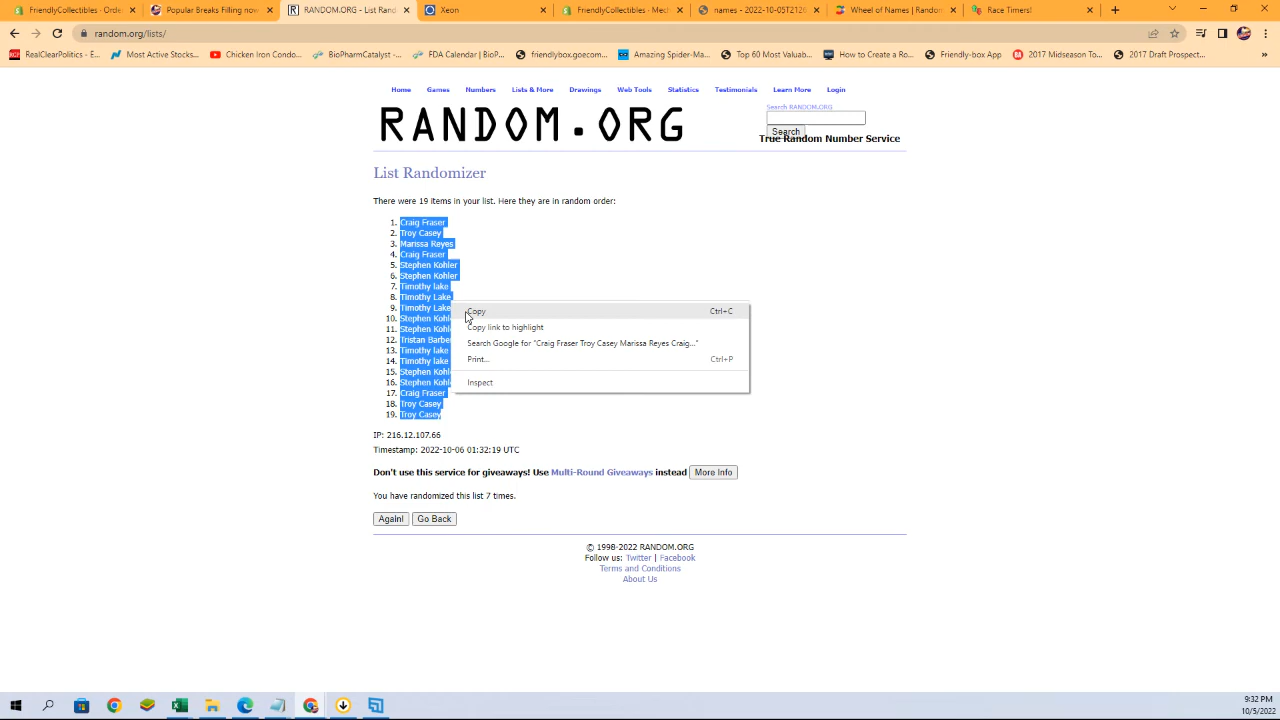 FriendlyCollectibles - Order
Popular Breaks Filling now
RANDOM.ORG - List Rand
Xeon
FriendlyCollectibles - Mech
names - 2022-10-05T2126
Wheel of Names | Random
Race Timers!
random.org/lists/
RealClearPolitics - E...
Most Active Stocks...
Chicken Iron Condo...
BioPharmCatalyst -...
FDA Calendar | Bio...
friendlybox.goecom...
Amazing Spider-Ma...
Top 60 Most Valuab...
How to Create a Ro...
Friendly-box App
2017 Midseason To...
2017 Draft Prospect...
Home Games Numbers Lists & More Drawings Web Tools Statistics Testimonials Learn More Login
RANDOM.ORG
Search RANDOM.ORG
Search
True Random Number Service
List Randomizer
There were 19 items in your list. Here they are in random order:
1. Craig Fraser
2. Troy Casey
3. Marissa Reyes
4. Craig Fraser
5. Stephen Kohler
6. Stephen Kohler
7. Timothy lake
8. Timothy Lake
9. Timothy Lake
10. Stephen Kohl
11. Stephen Kohl
12. Tristan Barbe
13. Timothy lake
14. Timothy lake
15. Stephen Kohl
16. Stephen Kohl
17. Craig Fraser
18. Troy Casey
19. Troy Casey
Copy Ctrl+C
Copy link to highlight
Search Google for "Craig Fraser Troy Casey Marissa Reyes Craig..."
Print... Ctrl+P
Inspect
IP: 216.12.107.66
Timestamp: 2022-10-06 01:32:19 UTC
Don't use this service for giveaways! Use Multi-Round Giveaways instead More Info
You have randomized this list 7 times.
Again! Go Back
© 1998-2022 RANDOM.ORG
Follow us: Twitter | Facebook
Terms and Conditions
About Us
9:32 PM
10/5/2022